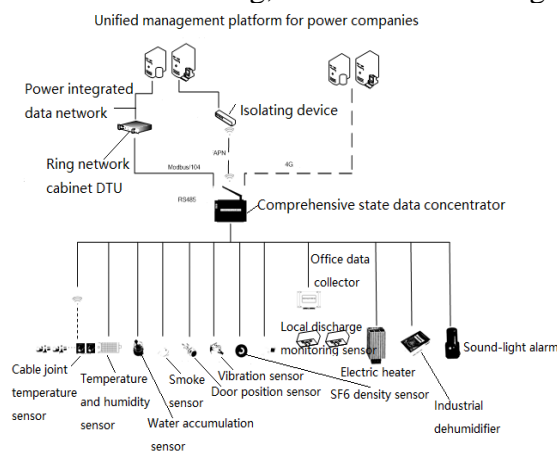 Unified management platform for power companies
Power integrated
data network
Isolating device
Ring network
cabinet DTU
Modbus/104
APN
4G
RS485
Comprehensive state data concentrator
Office data
collector
Local discharge
monitoring sensor
Sound-light alarm
Cable joint
temperature
sensor
Temperature
and humidity
sensor
Water accumulation
sensor
Smoke
sensor
Vibration sensor
Door position sensor
SF6 density sensor
Electric heater
Industrial
dehumidifier